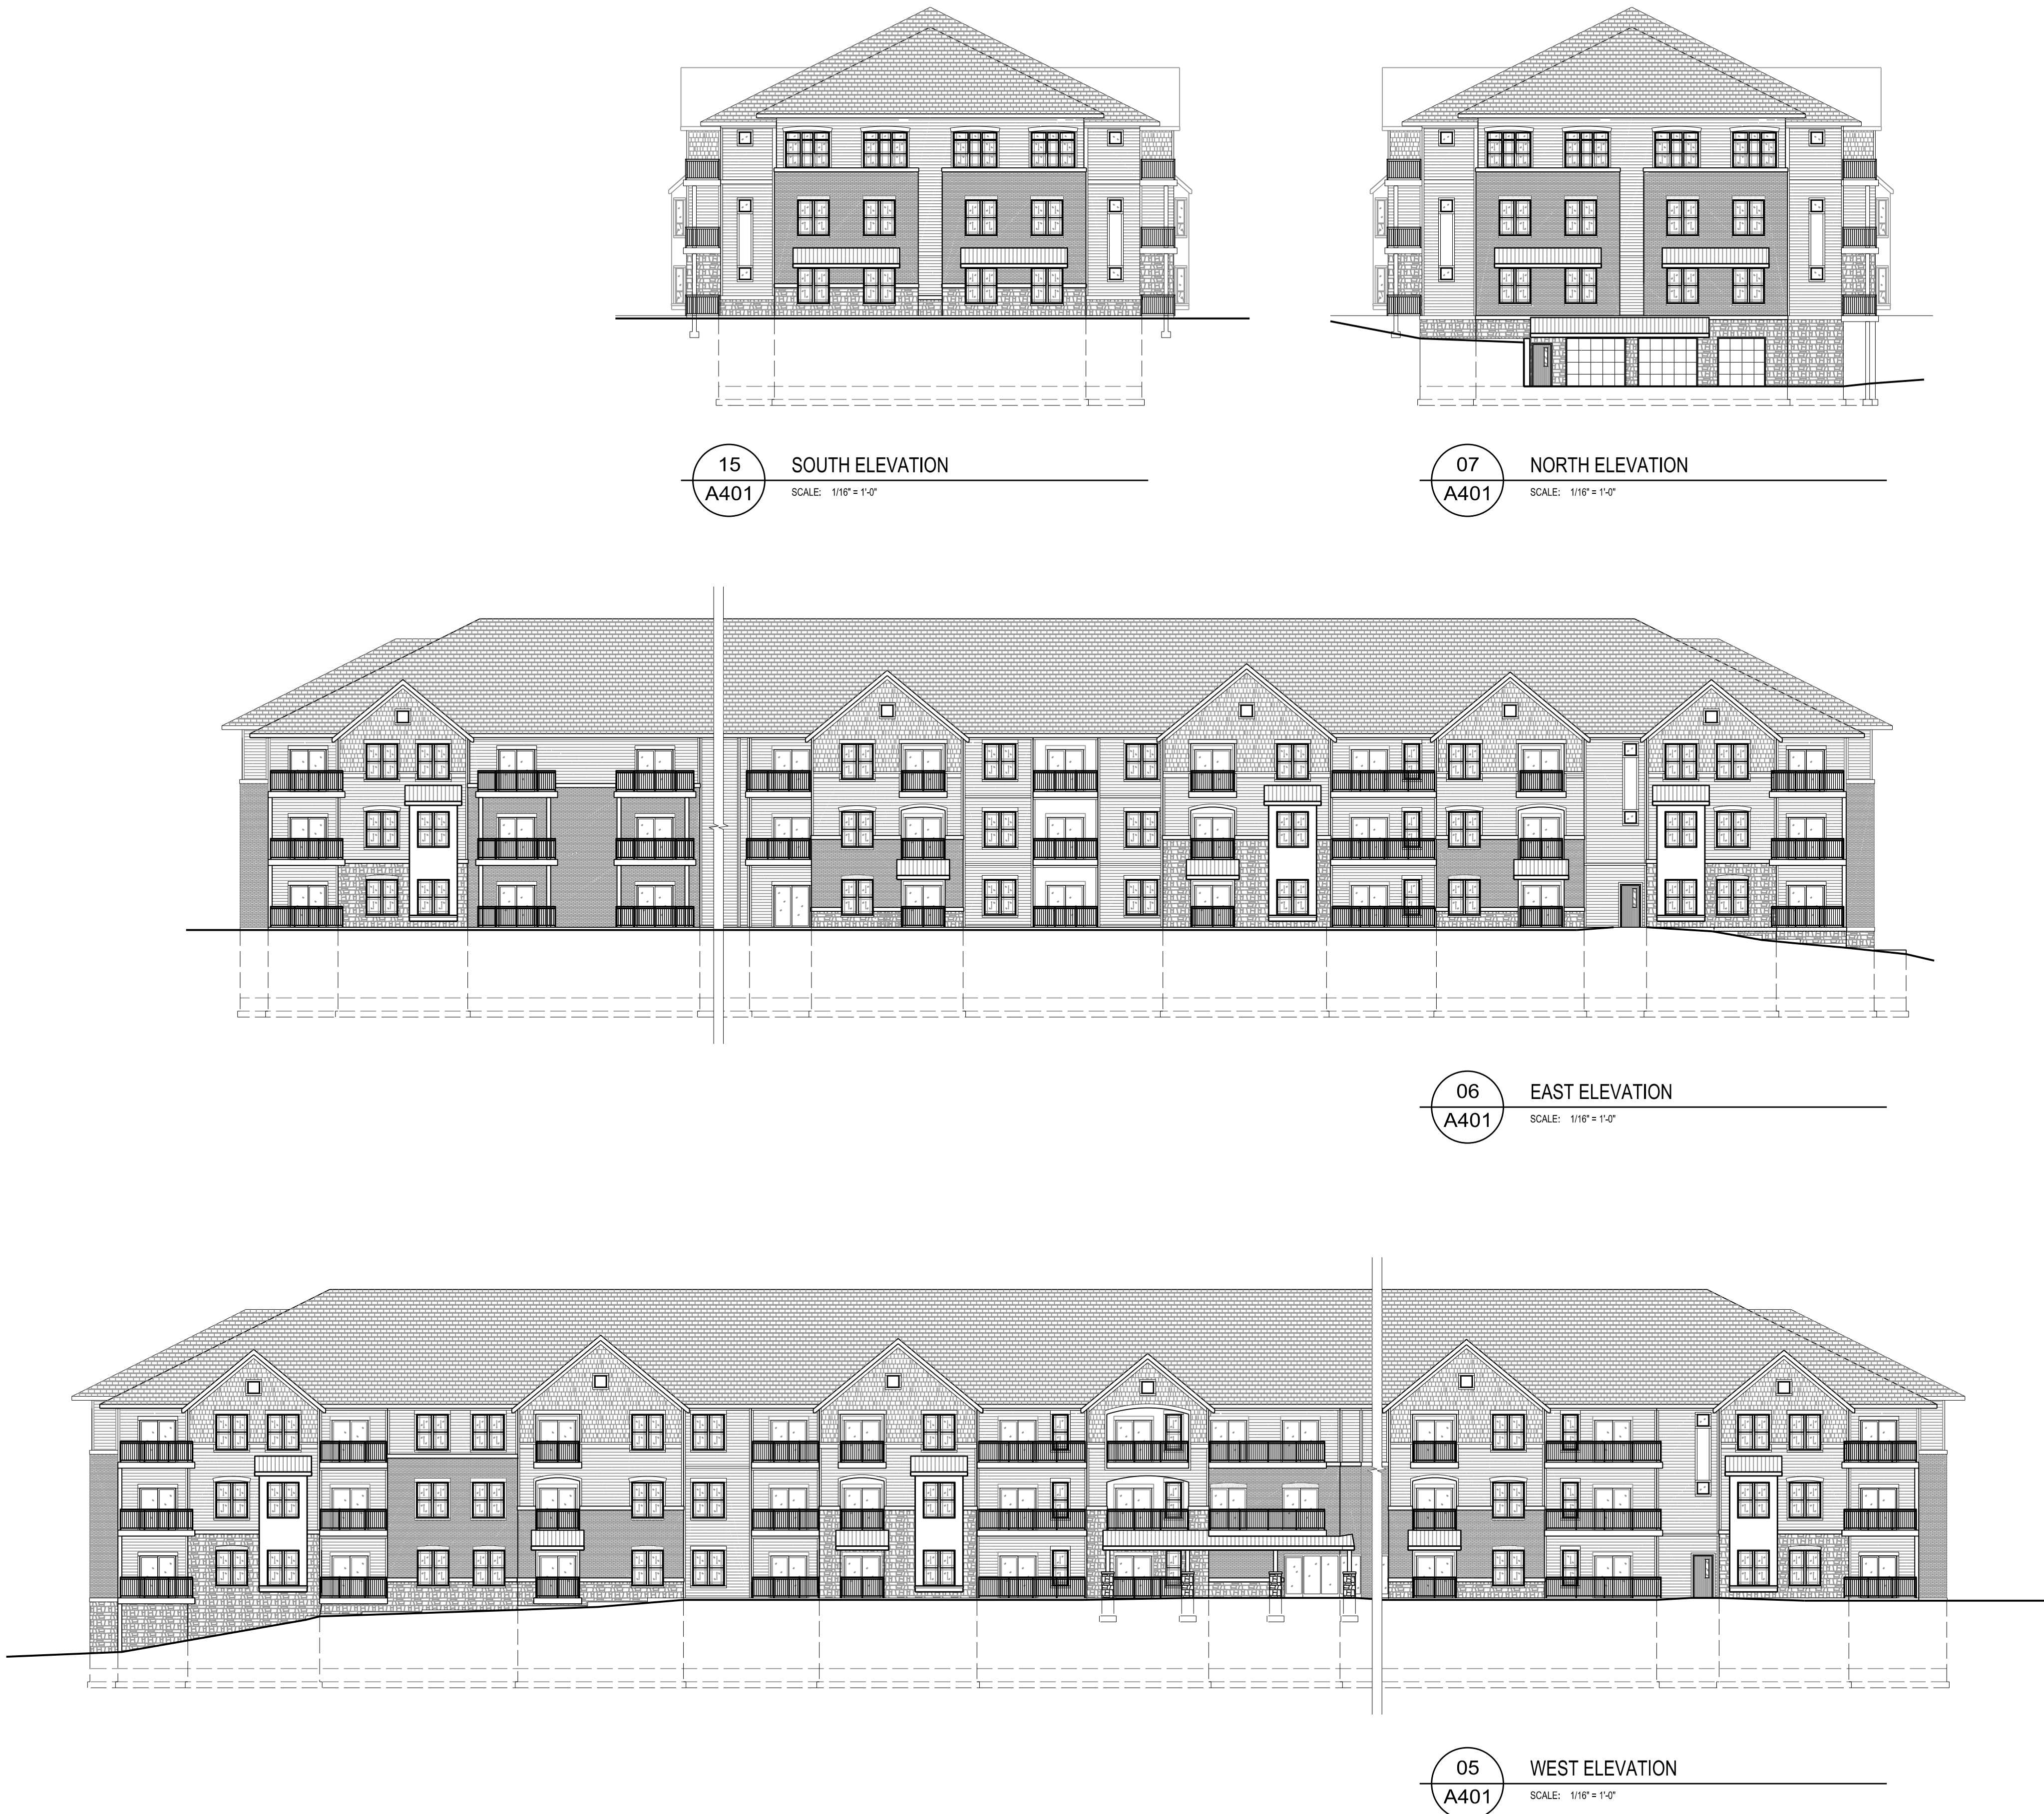 15 SOUTH ELEVATION
A401 SCALE: 1/16" = 1'-0"
07 NORTH ELEVATION
A401 SCALE: 1/16" = 1'-0"
06 EAST ELEVATION
A401 SCALE: 1/16" = 1'-0"
05 WEST ELEVATION
A401 SCALE: 1/16" = 1'-0"